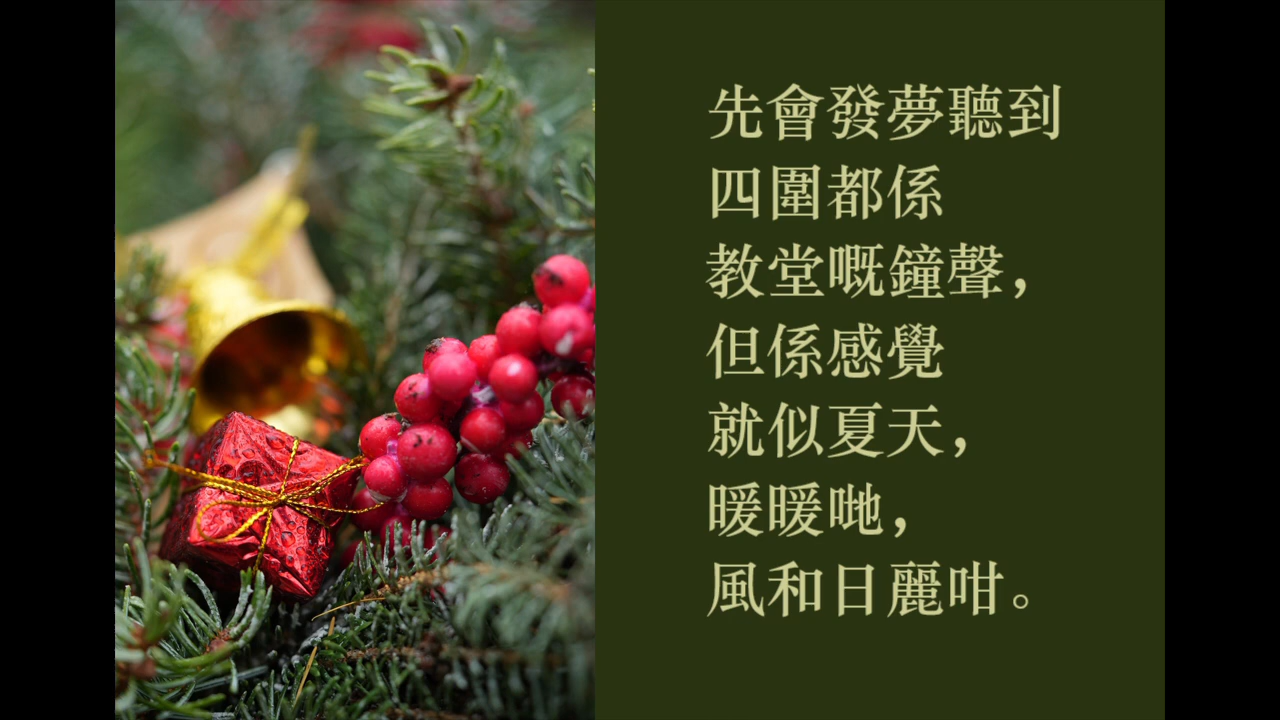 先會發夢聽到
四圍都係
教堂嘅鐘聲，
但係感覺
就似夏天，
暖暖哋，
風和日麗咁。